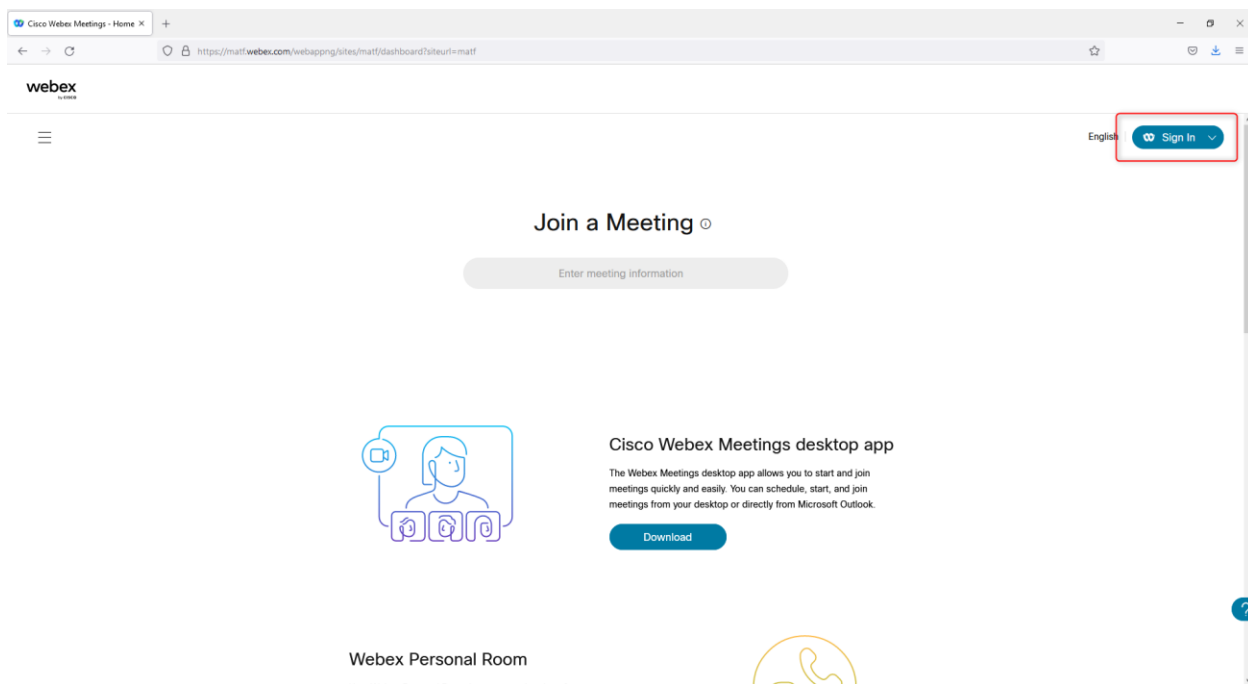 Cisco Webex Meetings - Home
https://matf.webex.com/webappng/sites/matf/dashboard?siteurl=matf
webex
by CISCO
English
Sign In
Join a Meeting
Enter meeting information
Cisco Webex Meetings desktop app
The Webex Meetings desktop app allows you to start and join
meetings quickly and easily. You can schedule, start, and join
meetings from your desktop or directly from Microsoft Outlook.
Download
?
Webex Personal Room